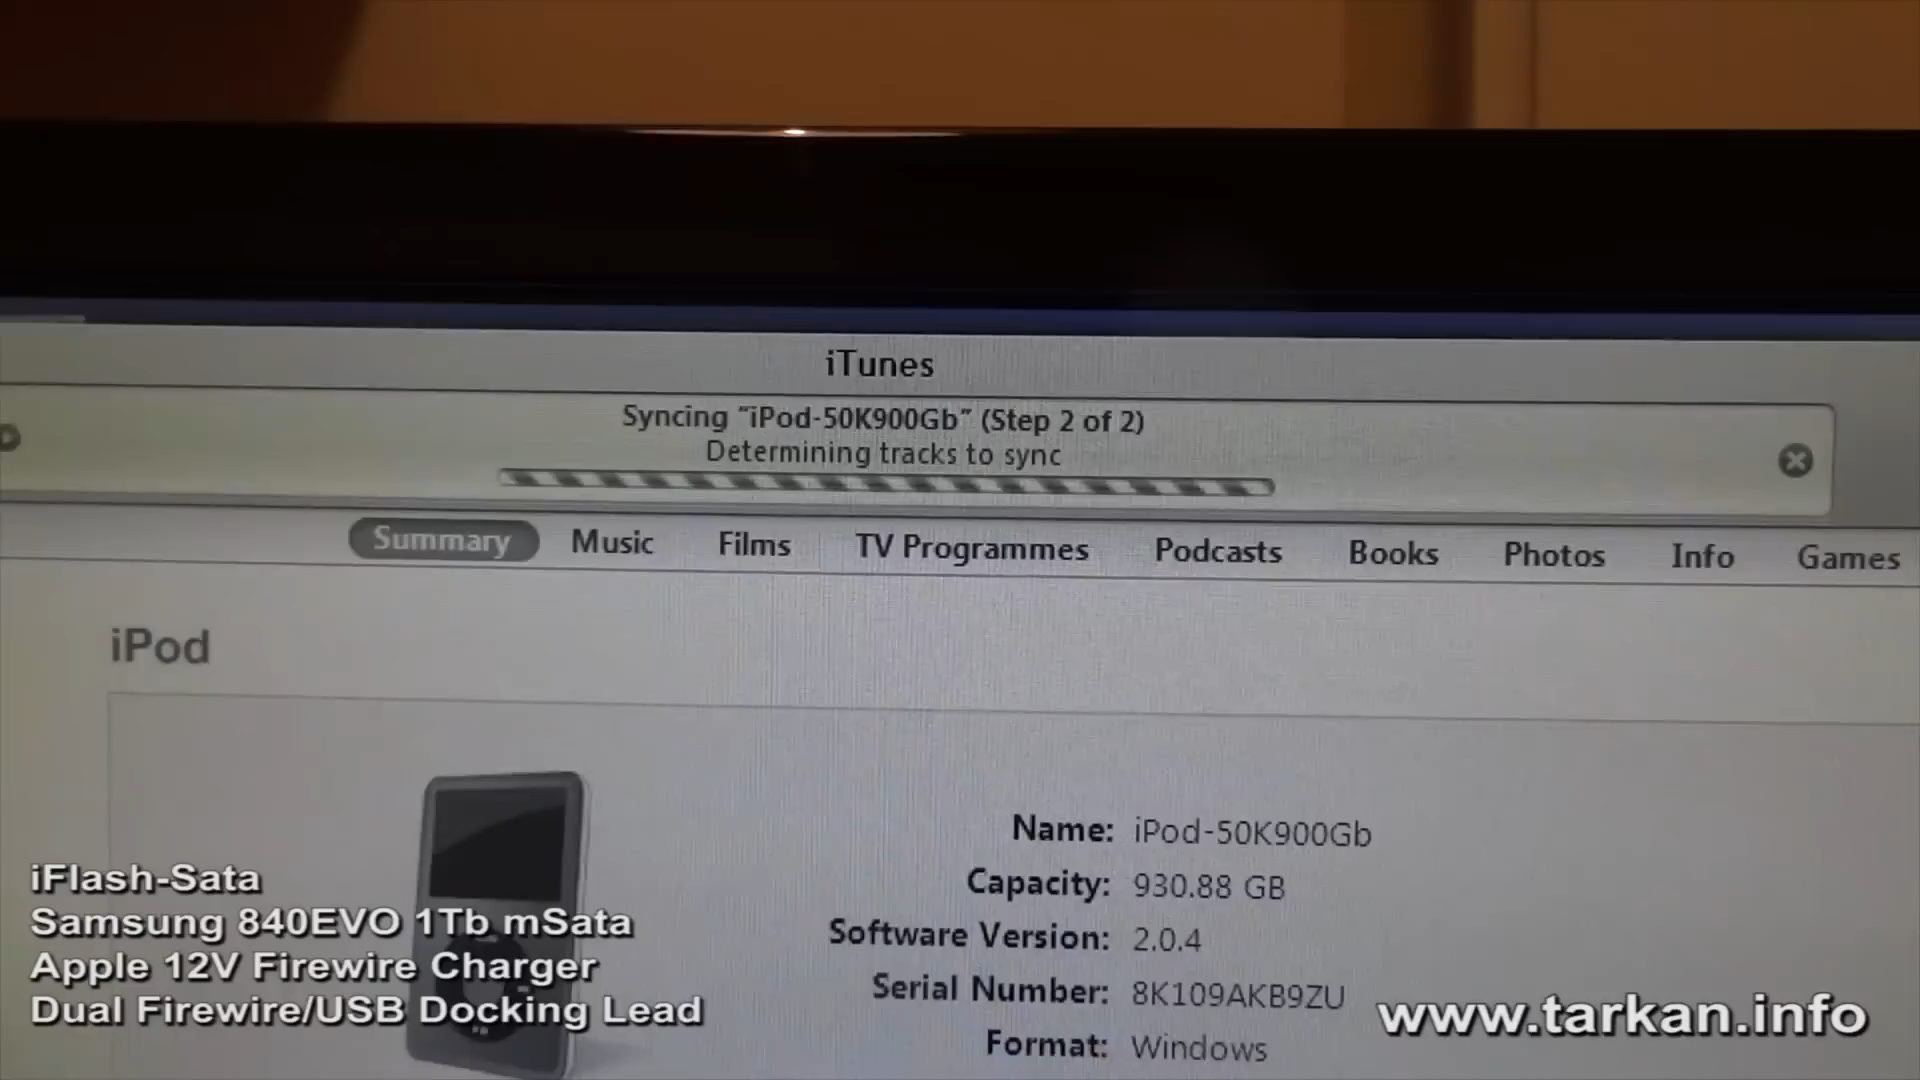 iTunes
Syncing "iPod-50K900Gb" (Step 2 of 2)
Determining tracks to sync
Summary Music Films TV Programmes Podcasts Books Photos Info Games
iPod
Name: iPod-50K900Gb
Capacity: 930.88 GB
Software Version: 2.0.4
Serial Number: 8K109AKB9ZU
Format: Windows
iFlash-Sata
Samsung 840EVO 1Tb mSata
Apple 12V Firewire Charger
Dual Firewire/USB Docking Lead
www.tarkan.info